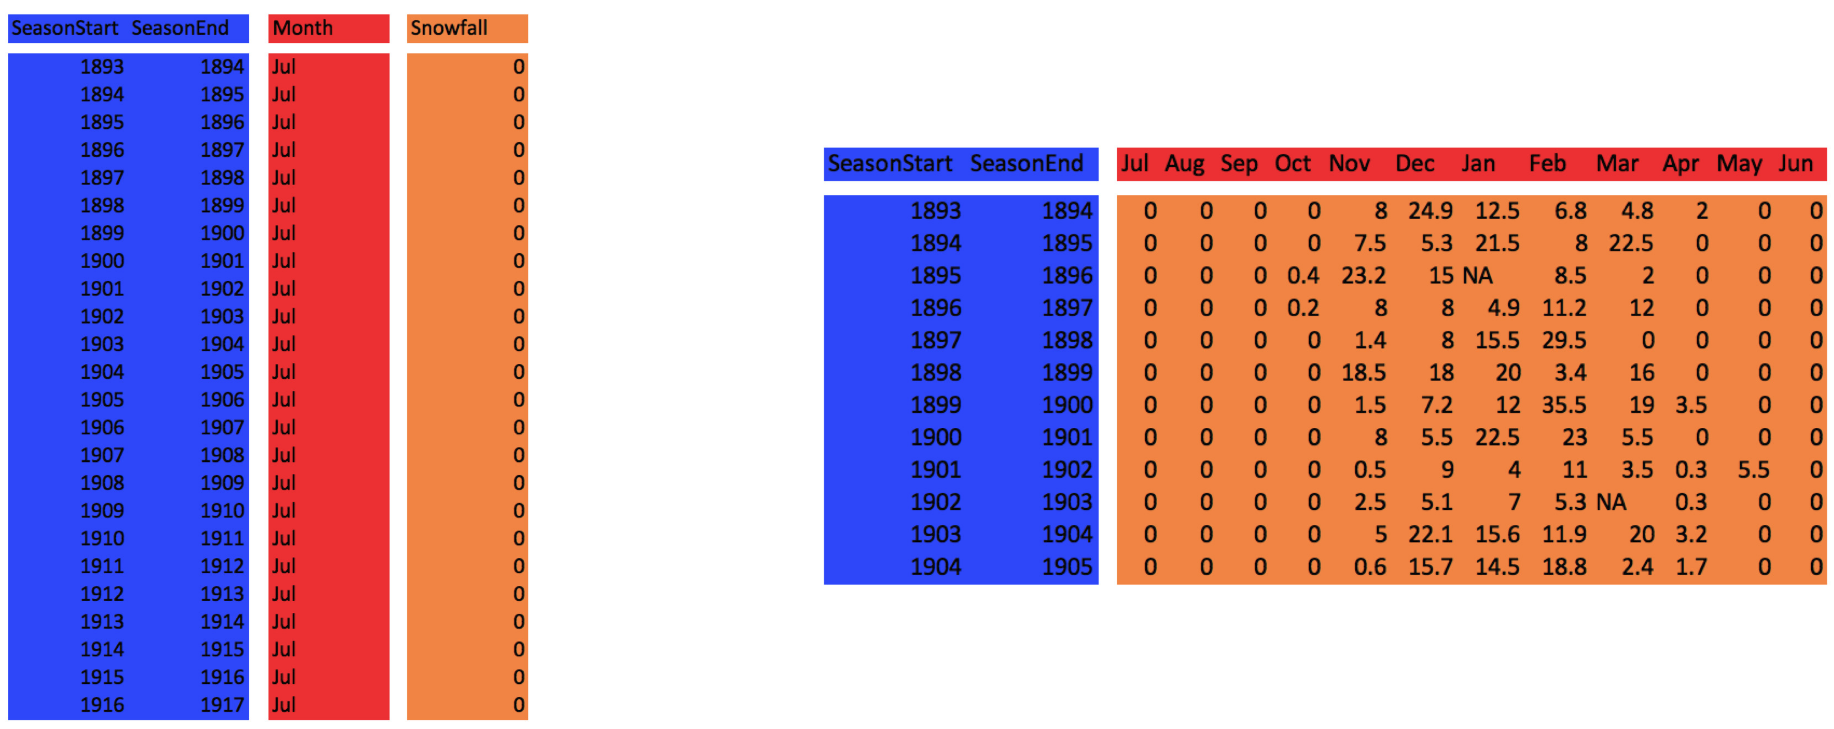 SeasonStart SeasonEnd Month Snowfall
1893 1894 Jul 0
1894 1895 Jul 0
1895 1896 Jul 0
1896 1897 Jul 0
1897 1898 Jul 0
1898 1899 Jul 0
1899 1900 Jul 0
1900 1901 Jul 0
1901 1902 Jul 0
1902 1903 Jul 0
1903 1904 Jul 0
1904 1905 Jul 0
1905 1906 Jul 0
1906 1907 Jul 0
1907 1908 Jul 0
1908 1909 Jul 0
1909 1910 Jul 0
1910 1911 Jul 0
1911 1912 Jul 0
1912 1913 Jul 0
1913 1914 Jul 0
1914 1915 Jul 0
1915 1916 Jul 0
1916 1917 Jul 0
SeasonStart SeasonEnd Jul Aug Sep Oct Nov Dec Jan Feb Mar Apr May Jun
1893 1894 0 0 0 0 8 24.9 12.5 6.8 4.8 2 0 0
1894 1895 0 0 0 0 7.5 5.3 21.5 8 22.5 0 0 0
1895 1896 0 0 0 0.4 23.2 15 NA 8.5 2 0 0 0
1896 1897 0 0 0 0.2 8 8 4.9 11.2 12 0 0 0
1897 1898 0 0 0 0 1.4 8 15.5 29.5 0 0 0 0
1898 1899 0 0 0 0 18.5 18 20 3.4 16 0 0 0
1899 1900 0 0 0 0 1.5 7.2 12 35.5 19 3.5 0 0
1900 1901 0 0 0 0 8 5.5 22.5 23 5.5 0 0 0
1901 1902 0 0 0 0 0.5 9 4 11 3.5 0.3 5.5 0
1902 1903 0 0 0 0 2.5 5.1 7 5.3 NA 0.3 0 0
1903 1904 0 0 0 0 5 22.1 15.6 11.9 20 3.2 0 0
1904 1905 0 0 0 0 0.6 15.7 14.5 18.8 2.4 1.7 0 0